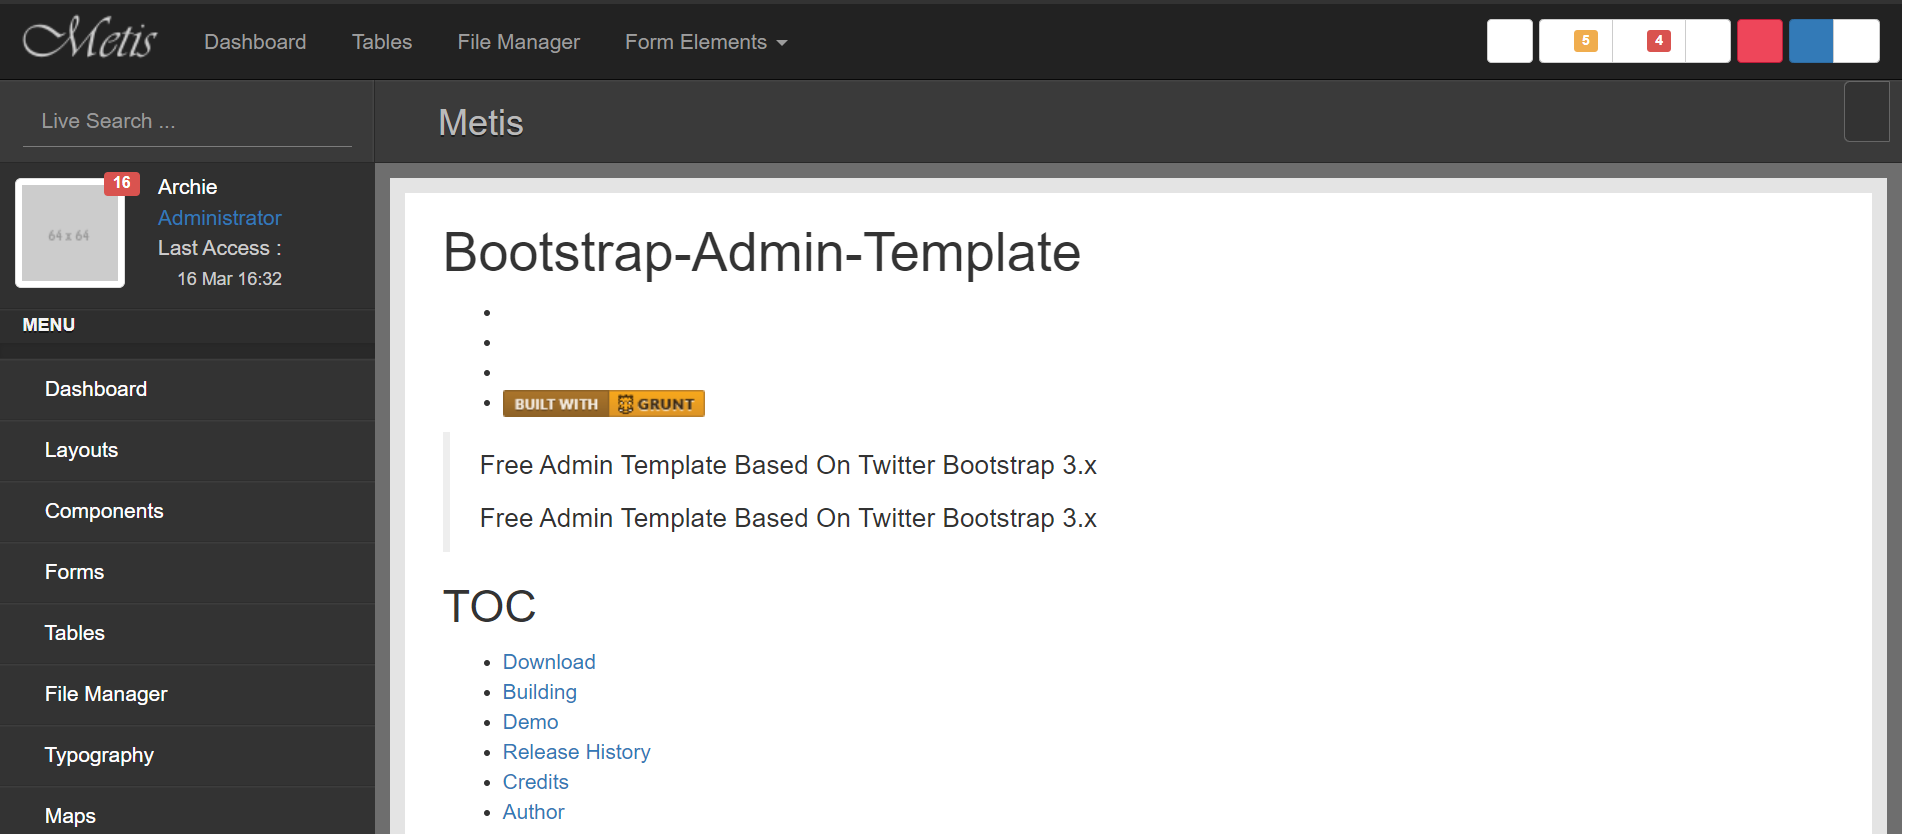 Metis
Dashboard
Tables
File Manager
Form Elements
5
4
Live Search ...
Metis
64 x 64
16
Archie
Administrator
Last Access :
16 Mar 16:32
MENU
Dashboard
Layouts
Components
Forms
Tables
File Manager
Typography
Maps
Bootstrap-Admin-Template
BUILT WITH GRUNT
Free Admin Template Based On Twitter Bootstrap 3.x
Free Admin Template Based On Twitter Bootstrap 3.x
TOC
Download
Building
Demo
Release History
Credits
Author